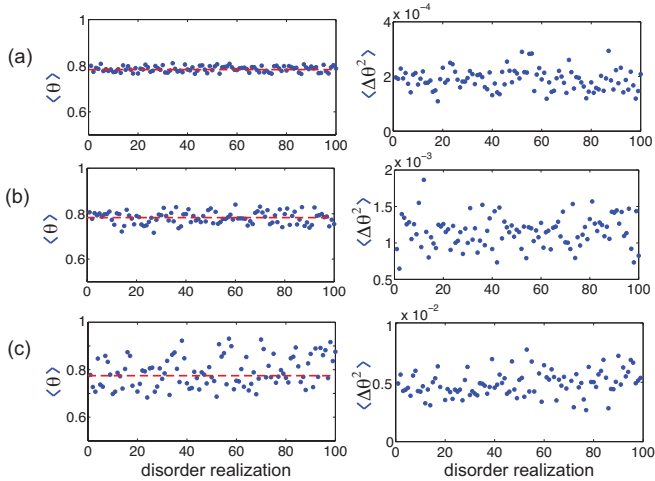 (a)
⟨θ⟩
1
0.8
0.6
0 20 40 60 80 100
⟨Δθ²⟩
x 10⁻⁴
4
2
0
0 20 40 60 80 100
(b)
⟨θ⟩
1
0.8
0.6
0 20 40 60 80 100
⟨Δθ²⟩
x 10⁻³
2
1.5
1
0.5
0 20 40 60 80 100
(c)
⟨θ⟩
1
0.8
0.6
0 20 40 60 80 100
disorder realization
⟨Δθ²⟩
x 10⁻²
1
0.5
0
0 20 40 60 80 100
disorder realization